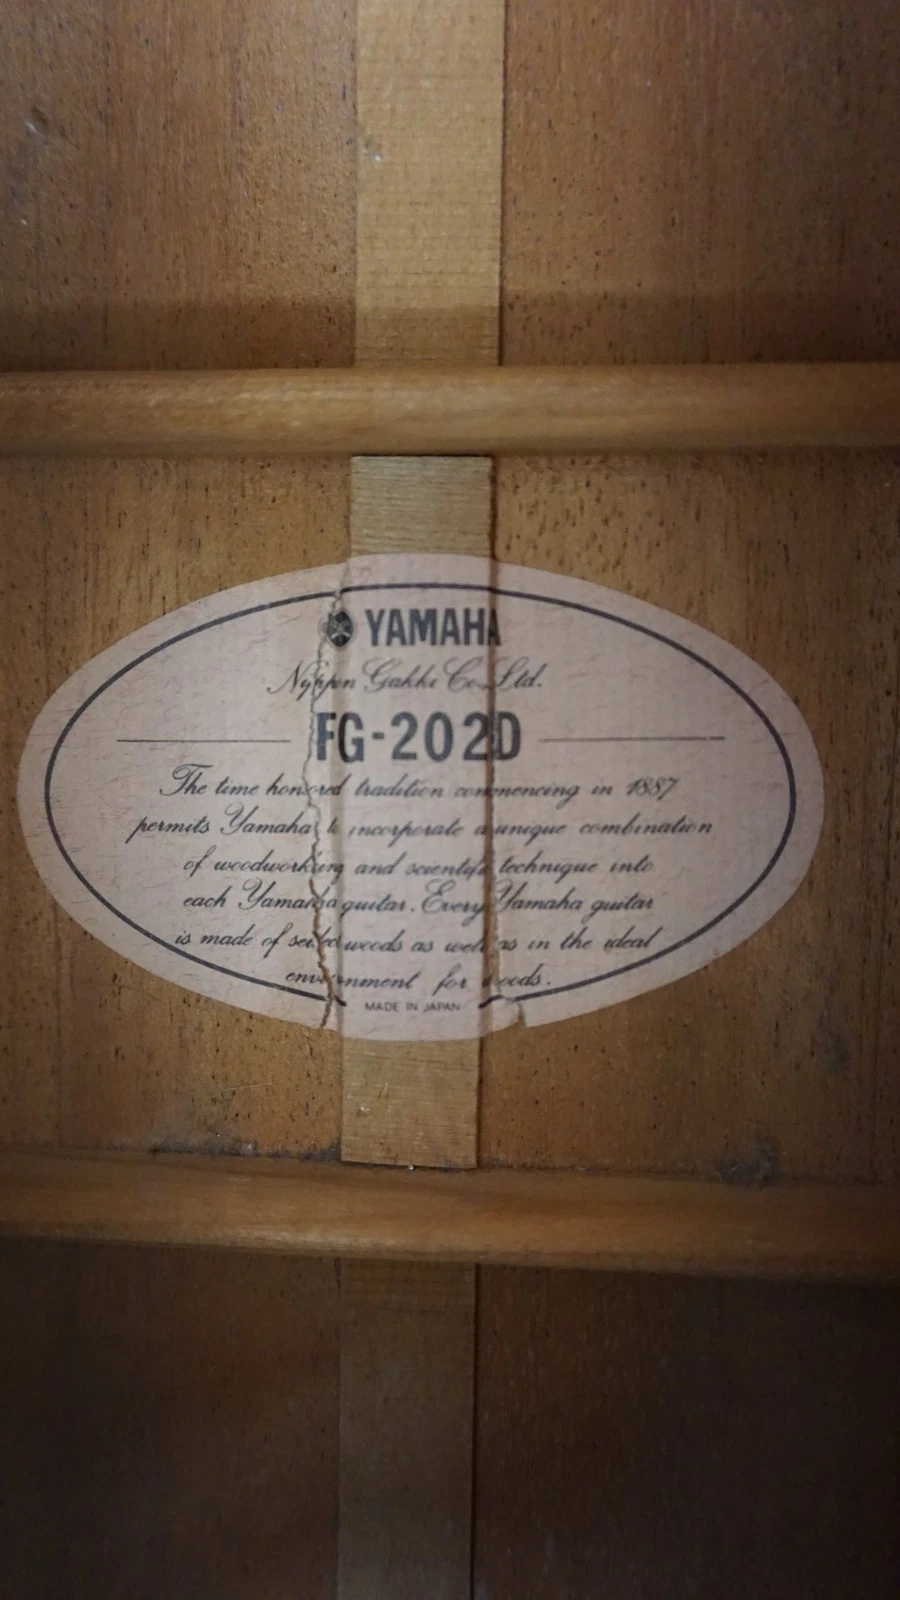 YAMAHA
Nippon Gakki Co. Ltd.
FG-202D
The time honored tradition commencing in 1887
permits Yamaha to incorporate a unique combination
of woodworking and scientific technique into
each Yamaha guitar. Every Yamaha guitar
is made of woods as well as in the ideal
environment for woods.
MADE IN JAPAN